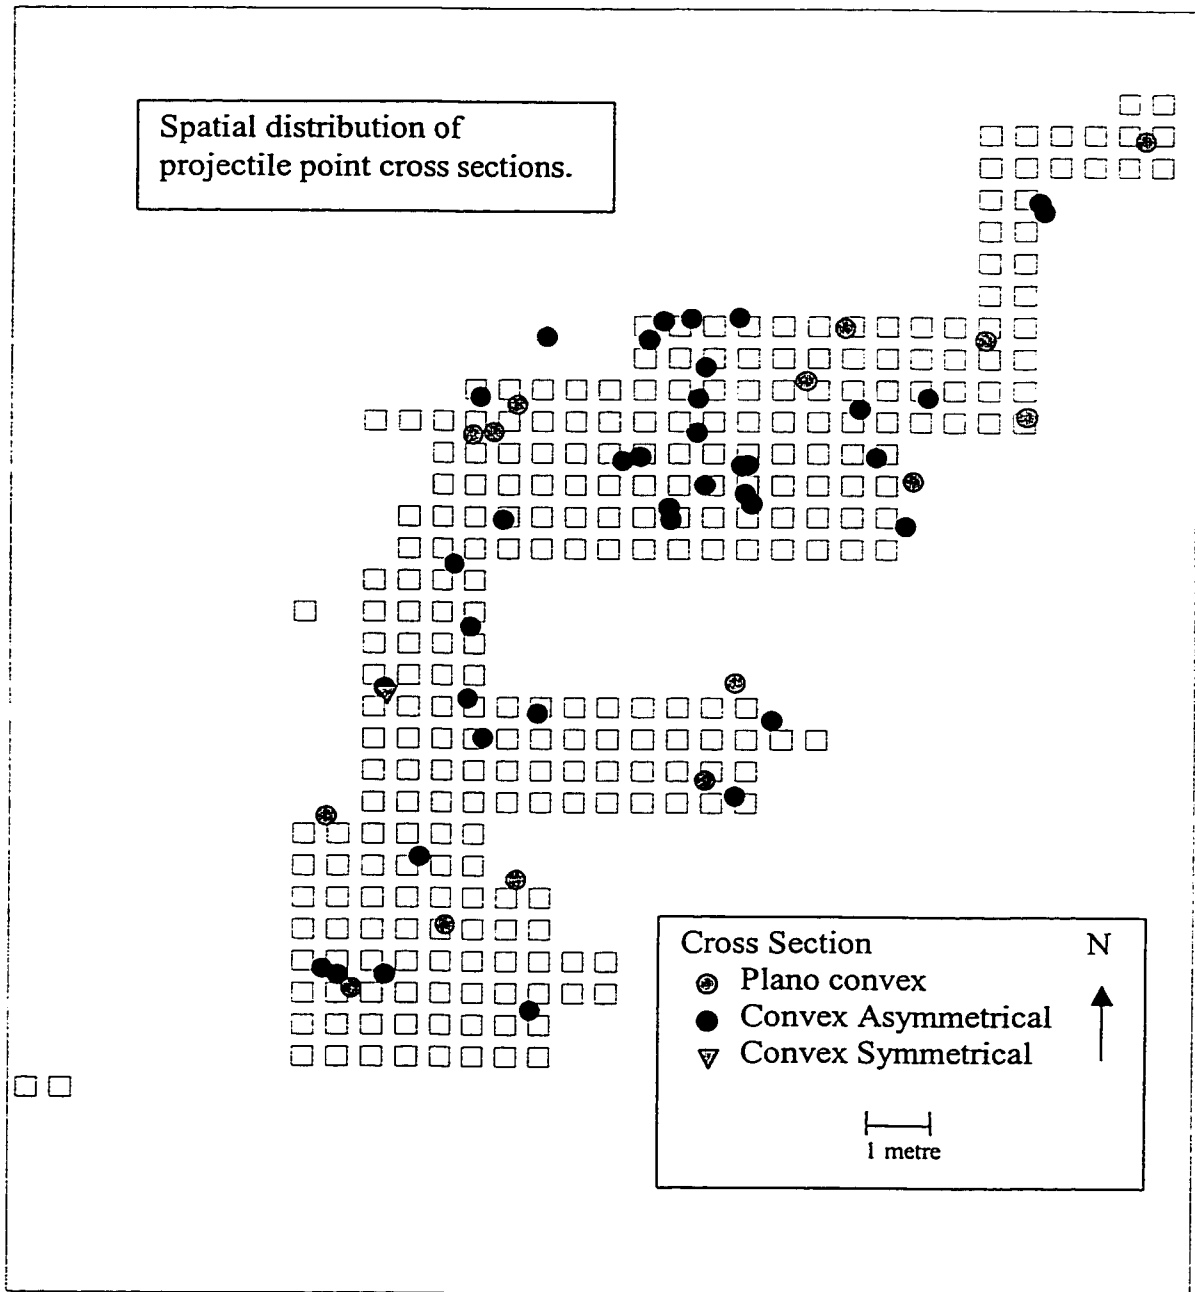 Spatial distribution of
projectile point cross sections.
Cross Section
N
Plano convex
Convex Asymmetrical
Convex Symmetrical
1 metre